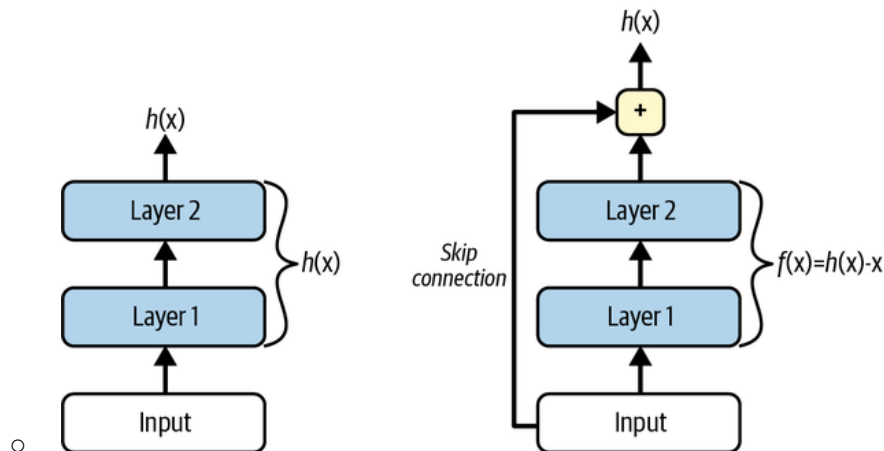 h(x)
Layer 2
h(x)
Layer 1
Input
h(x)
+
Layer 2
Skip
connection
f(x)=h(x)-x
Layer 1
Input